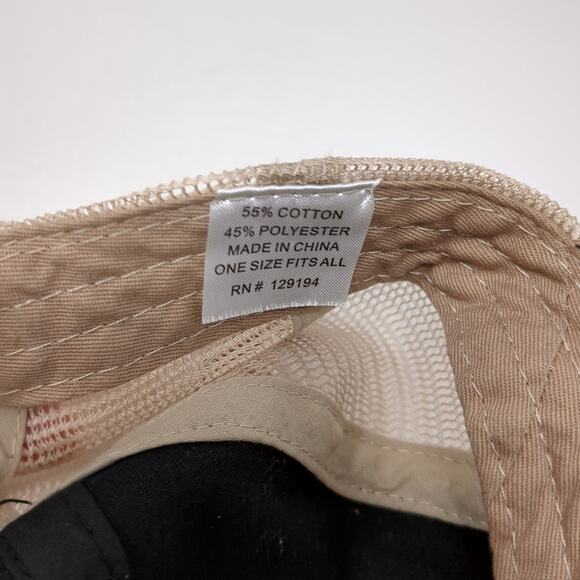 55% COTTON
45% POLYESTER
MADE IN CHINA
ONE SIZE FITS ALL
RN# 129194